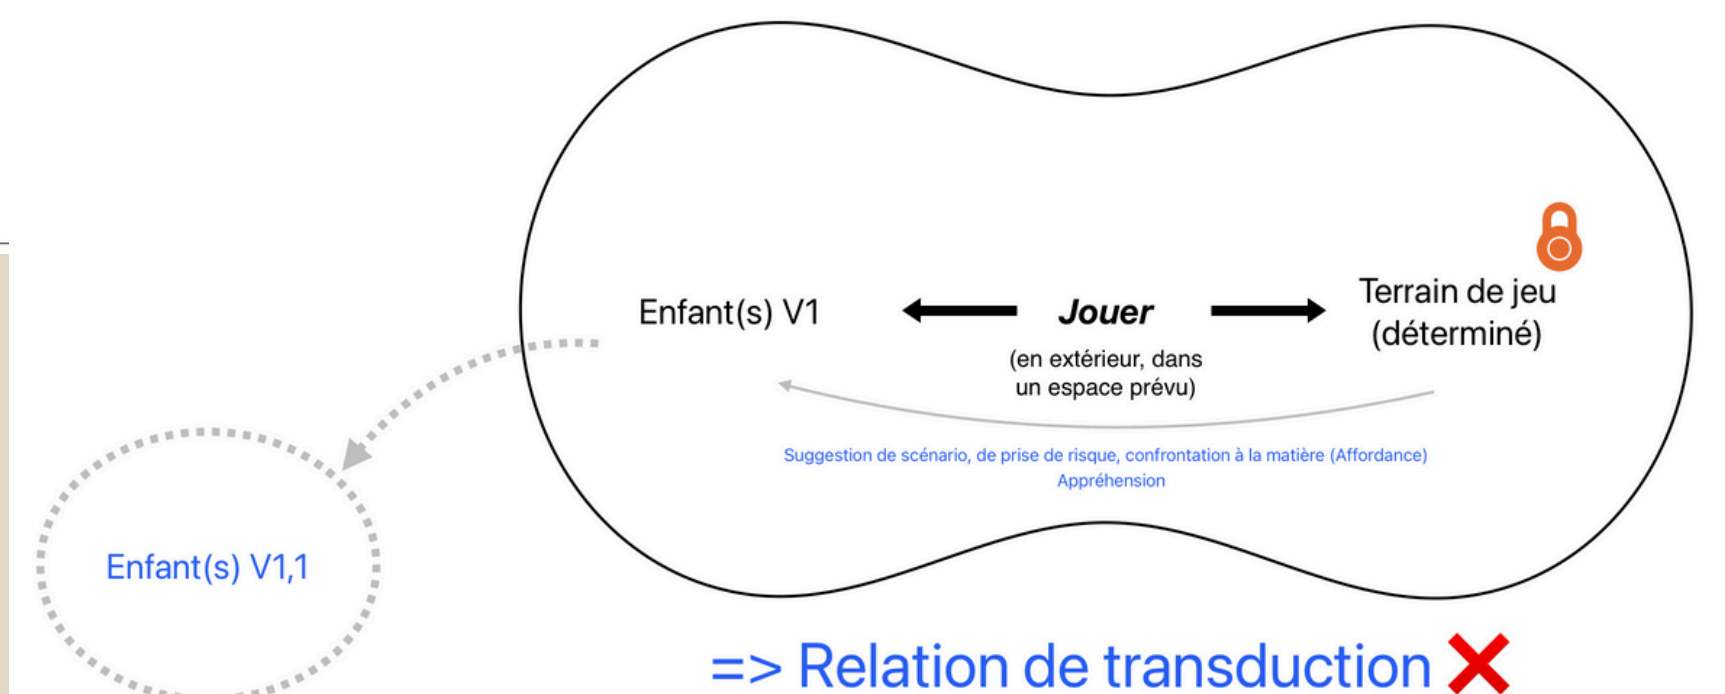 Enfant(s) V1
Jouer
(en extérieur, dans
un espace prévu)
Terrain de jeu
(déterminé)
Suggestion de scénario, de prise de risque, confrontation à la matière (Affordance)
Appréhension
Enfant(s) V1,1
=> Relation de transduction